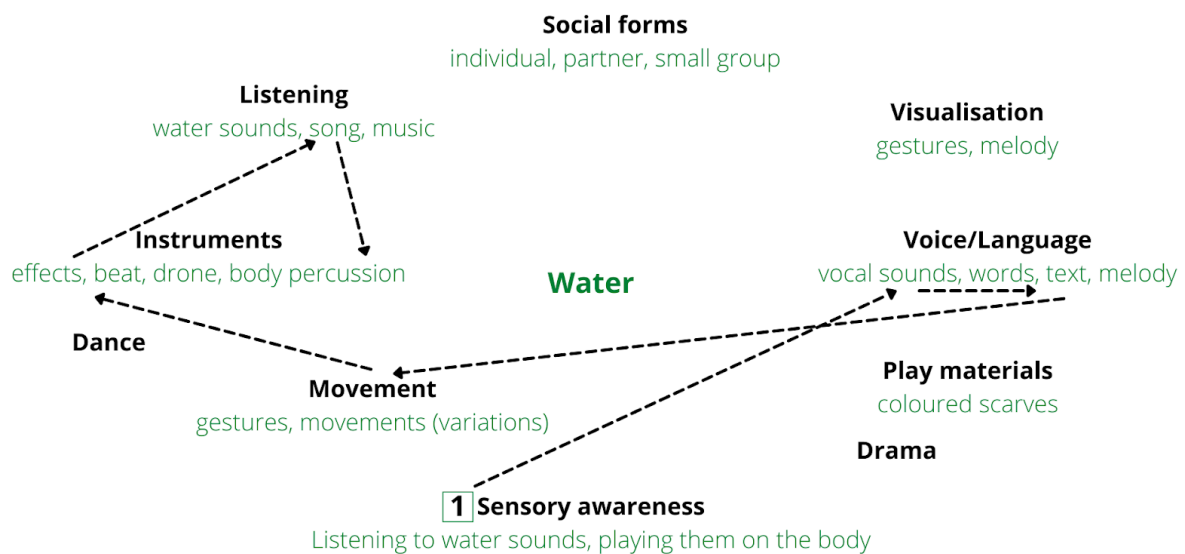 Social forms
individual, partner, small group
Listening
water sounds, song, music
Visualisation
gestures, melody
Instruments
effects, beat, drone, body percussion
Voice/Language
vocal sounds, words, text, melody
Water
Dance
Movement
gestures, movements (variations)
Play materials
coloured scarves
Drama
1 Sensory awareness
Listening to water sounds, playing them on the body